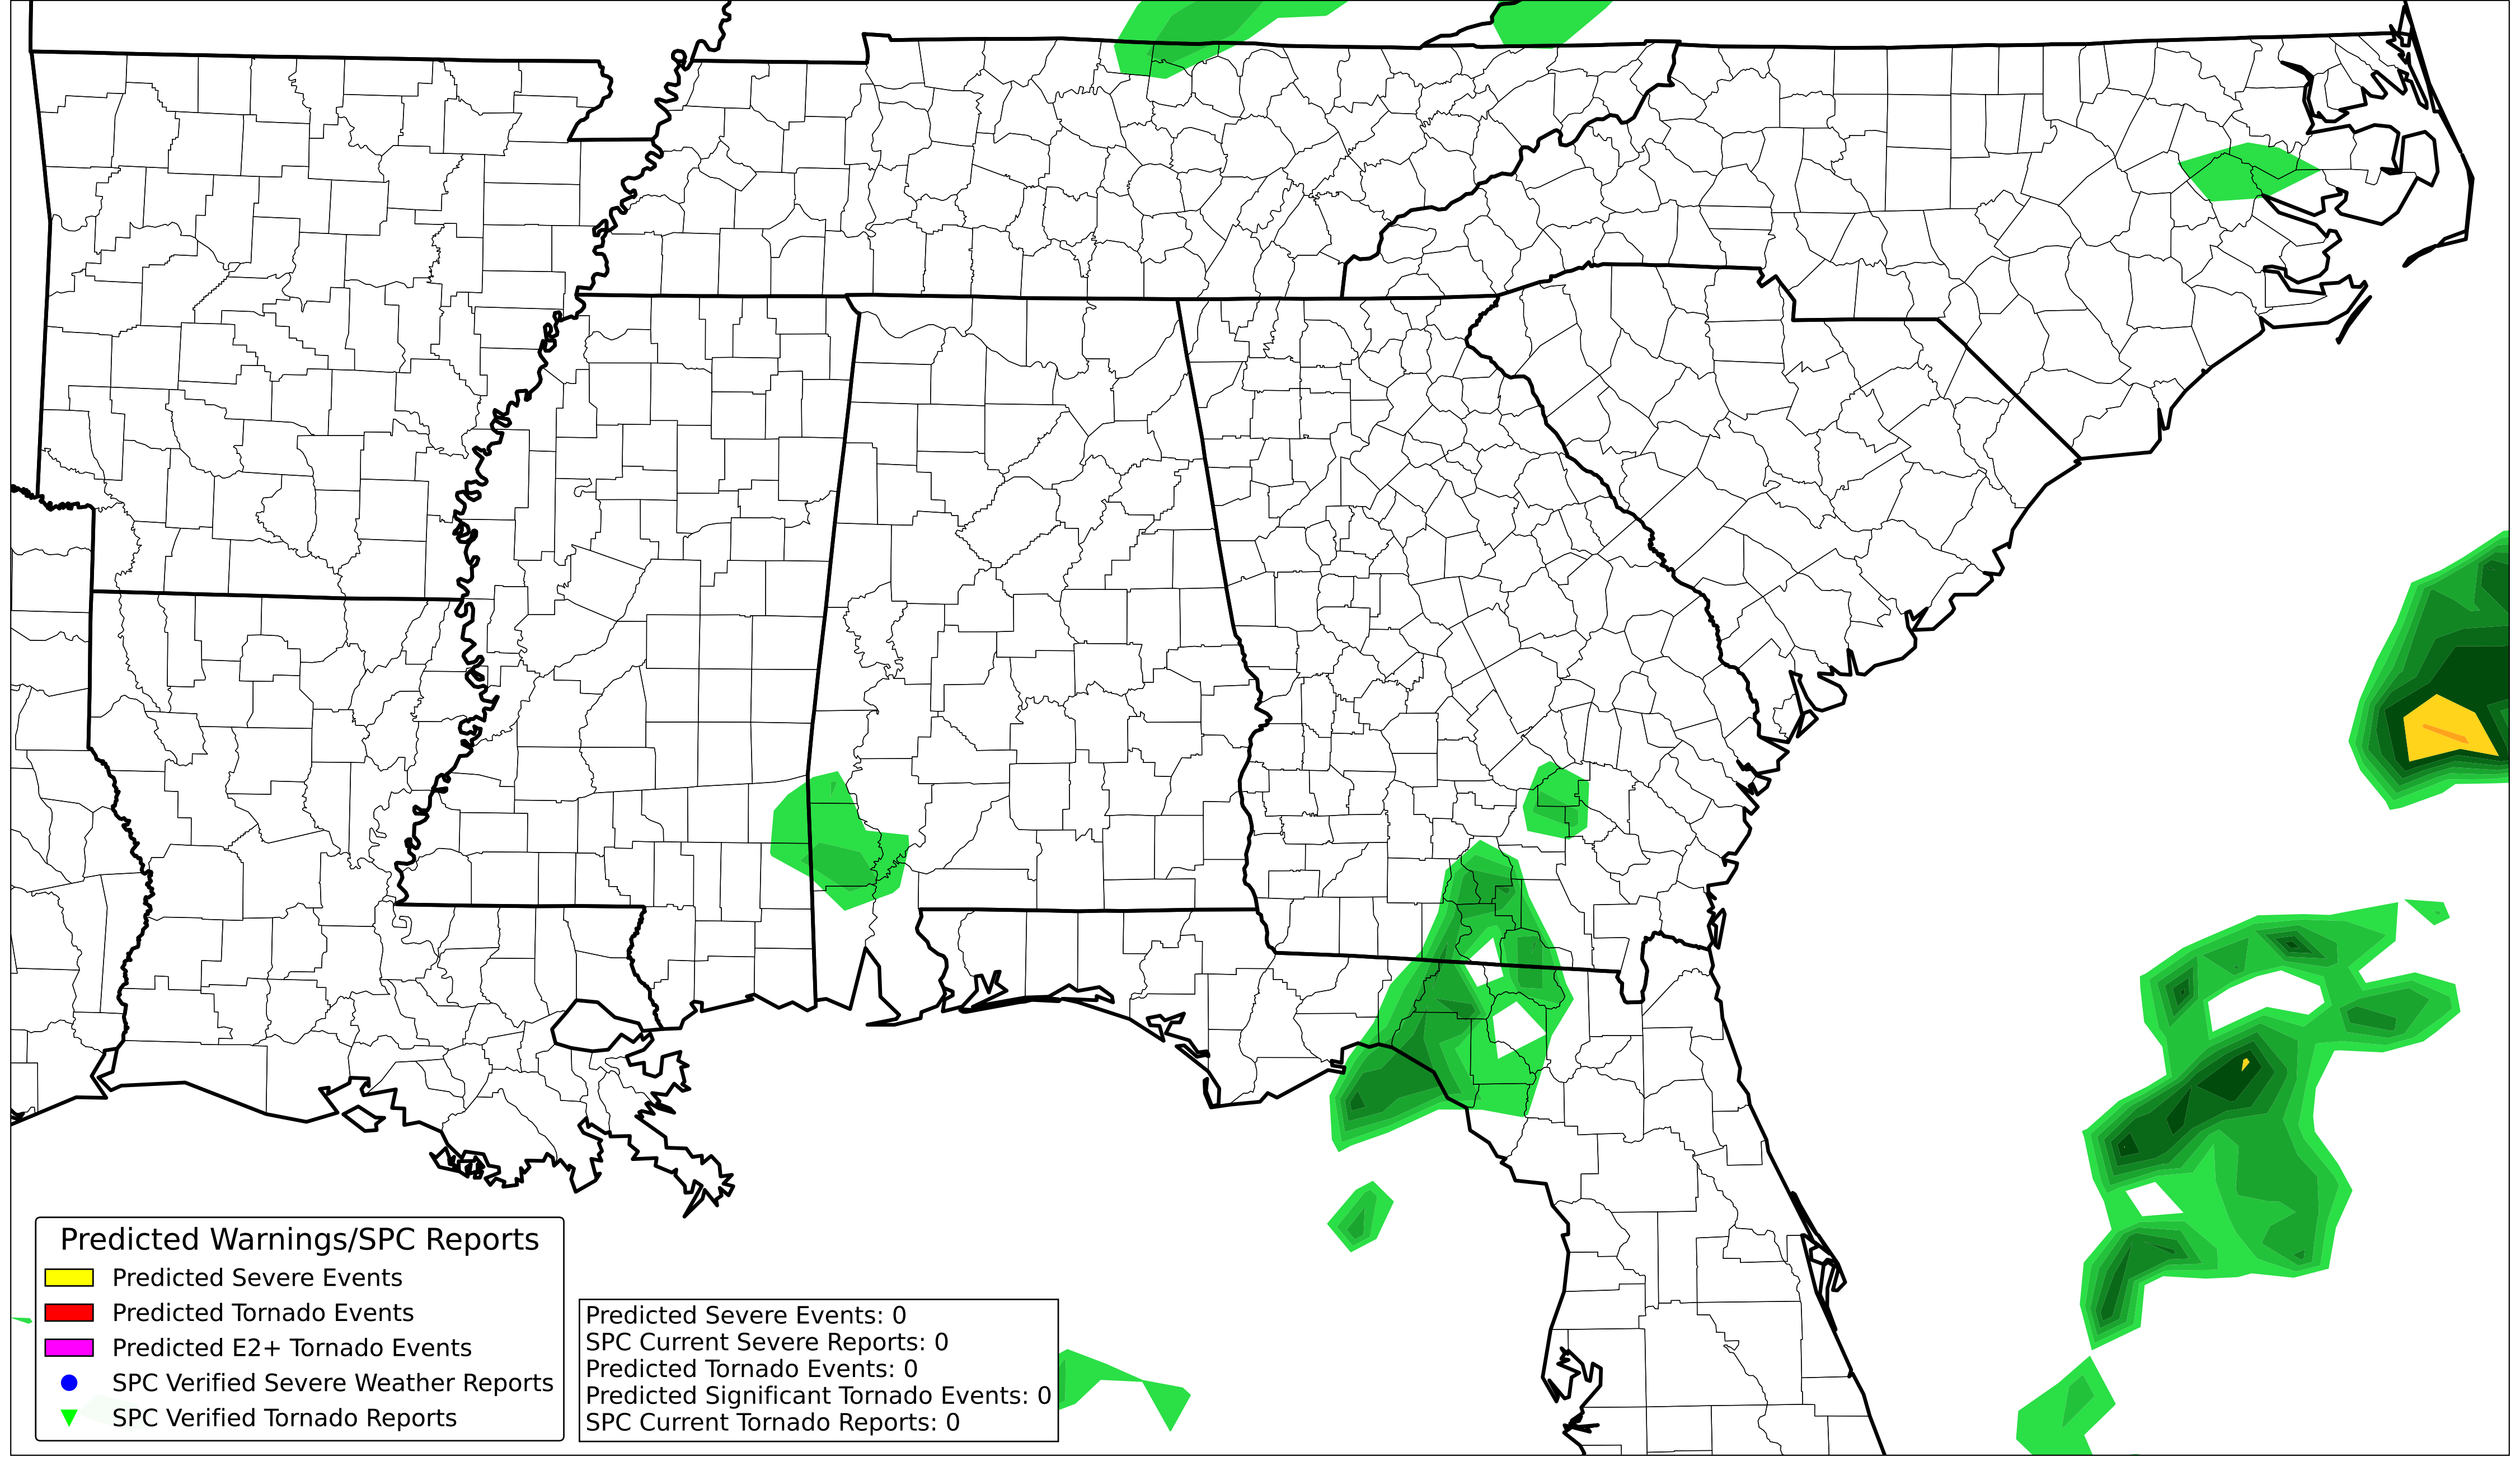 Predicted Warnings/SPC Reports
Predicted Severe Events
Predicted Tornado Events
Predicted E2+ Tornado Events
SPC Verified Severe Weather Reports
SPC Verified Tornado Reports
Predicted Severe Events: 0
SPC Current Severe Reports: 0
Predicted Tornado Events: 0
Predicted Significant Tornado Events: 0
SPC Current Tornado Reports: 0